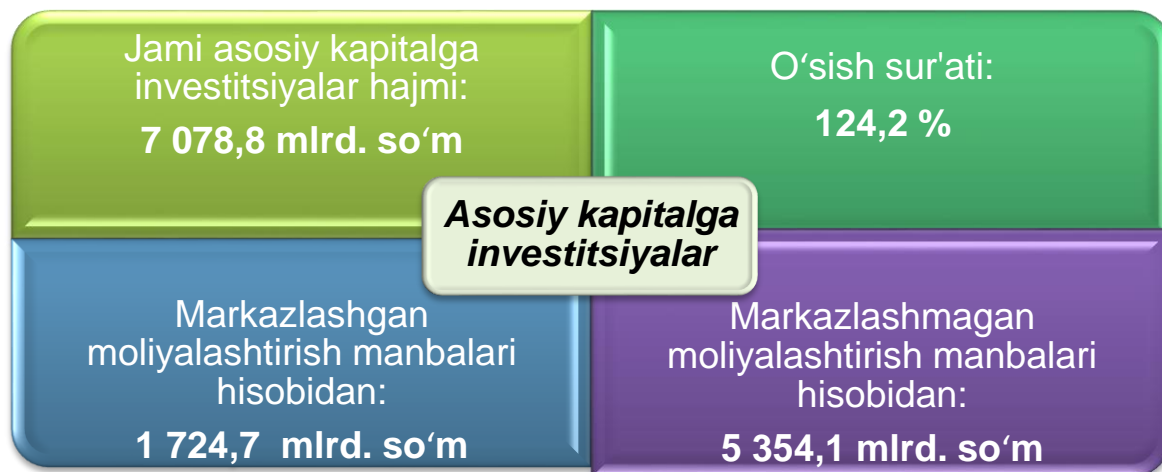 Jami asosiy kapitalga
investitsiyalar hajmi:
7 078,8 mlrd. so‘m
O‘sish sur'ati:
124,2 %
Asosiy kapitalga
investitsiyalar
Markazlashgan
moliyalashtirish manbalari
hisobidan:
1 724,7 mlrd. so‘m
Markazlashmagan
moliyalashtirish manbalari
hisobidan:
5 354,1 mlrd. so‘m